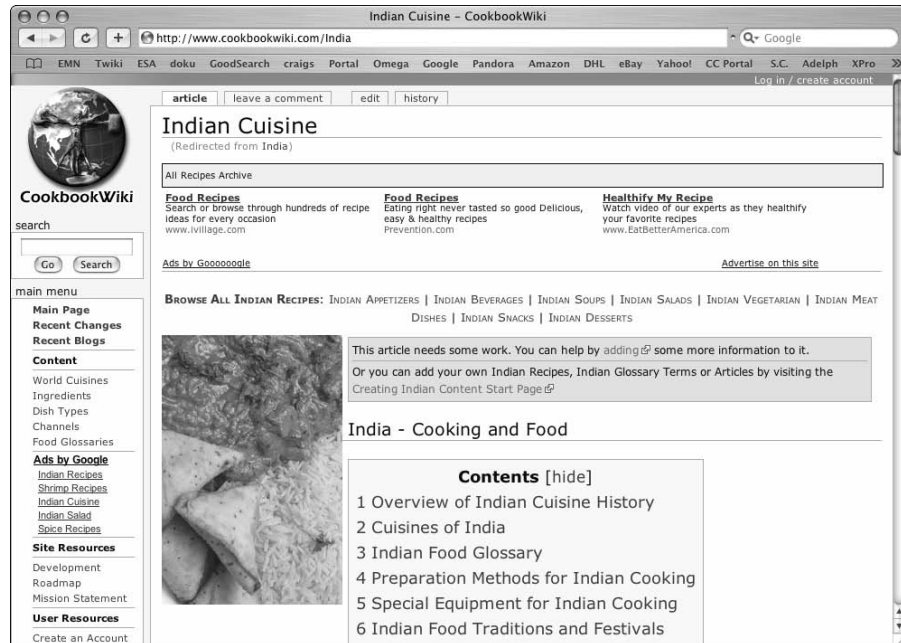 Indian Cuisine – CookbookWiki
http://www.cookbookwiki.com/India
Google
EMN Twiki ESA doku GoodSearch craigs Portal Omega Google Pandora Amazon DHL eBay Yahoo! CC Portal S.C. Adelph XPro
Log in / create account
CookbookWiki
search
Go Search
main menu
Main Page
Recent Changes
Recent Blogs
Content
World Cuisines
Ingredients
Dish Types
Channels
Food Glossaries
Ads by Google
Indian Recipes
Shrimp Recipes
Indian Cuisine
Indian Salad
Spice Recipes
Site Resources
Development
Roadmap
Mission Statement
User Resources
Create an Account
article leave a comment edit history
Indian Cuisine
(Redirected from India)
All Recipes Archive
Food Recipes
Search or browse through hundreds of recipe
ideas for every occasion
www.ivillage.com
Food Recipes
Eating right never tasted so good Delicious,
easy & healthy recipes
Prevention.com
Healthify My Recipe
Watch video of our experts as they healthify
your favorite recipes
www.EatBetterAmerica.com
Ads by Goooooogle Advertise on this site
Browse All Indian Recipes: Indian Appetizers | Indian Beverages | Indian Soups | Indian Salads | Indian Vegetarian | Indian Meat
Dishes | Indian Snacks | Indian Desserts
This article needs some work. You can help by adding some more information to it.
Or you can add your own Indian Recipes, Indian Glossary Terms or Articles by visiting the
Creating Indian Content Start Page
India - Cooking and Food
Contents [hide]
1 Overview of Indian Cuisine History
2 Cuisines of India
3 Indian Food Glossary
4 Preparation Methods for Indian Cooking
5 Special Equipment for Indian Cooking
6 Indian Food Traditions and Festivals